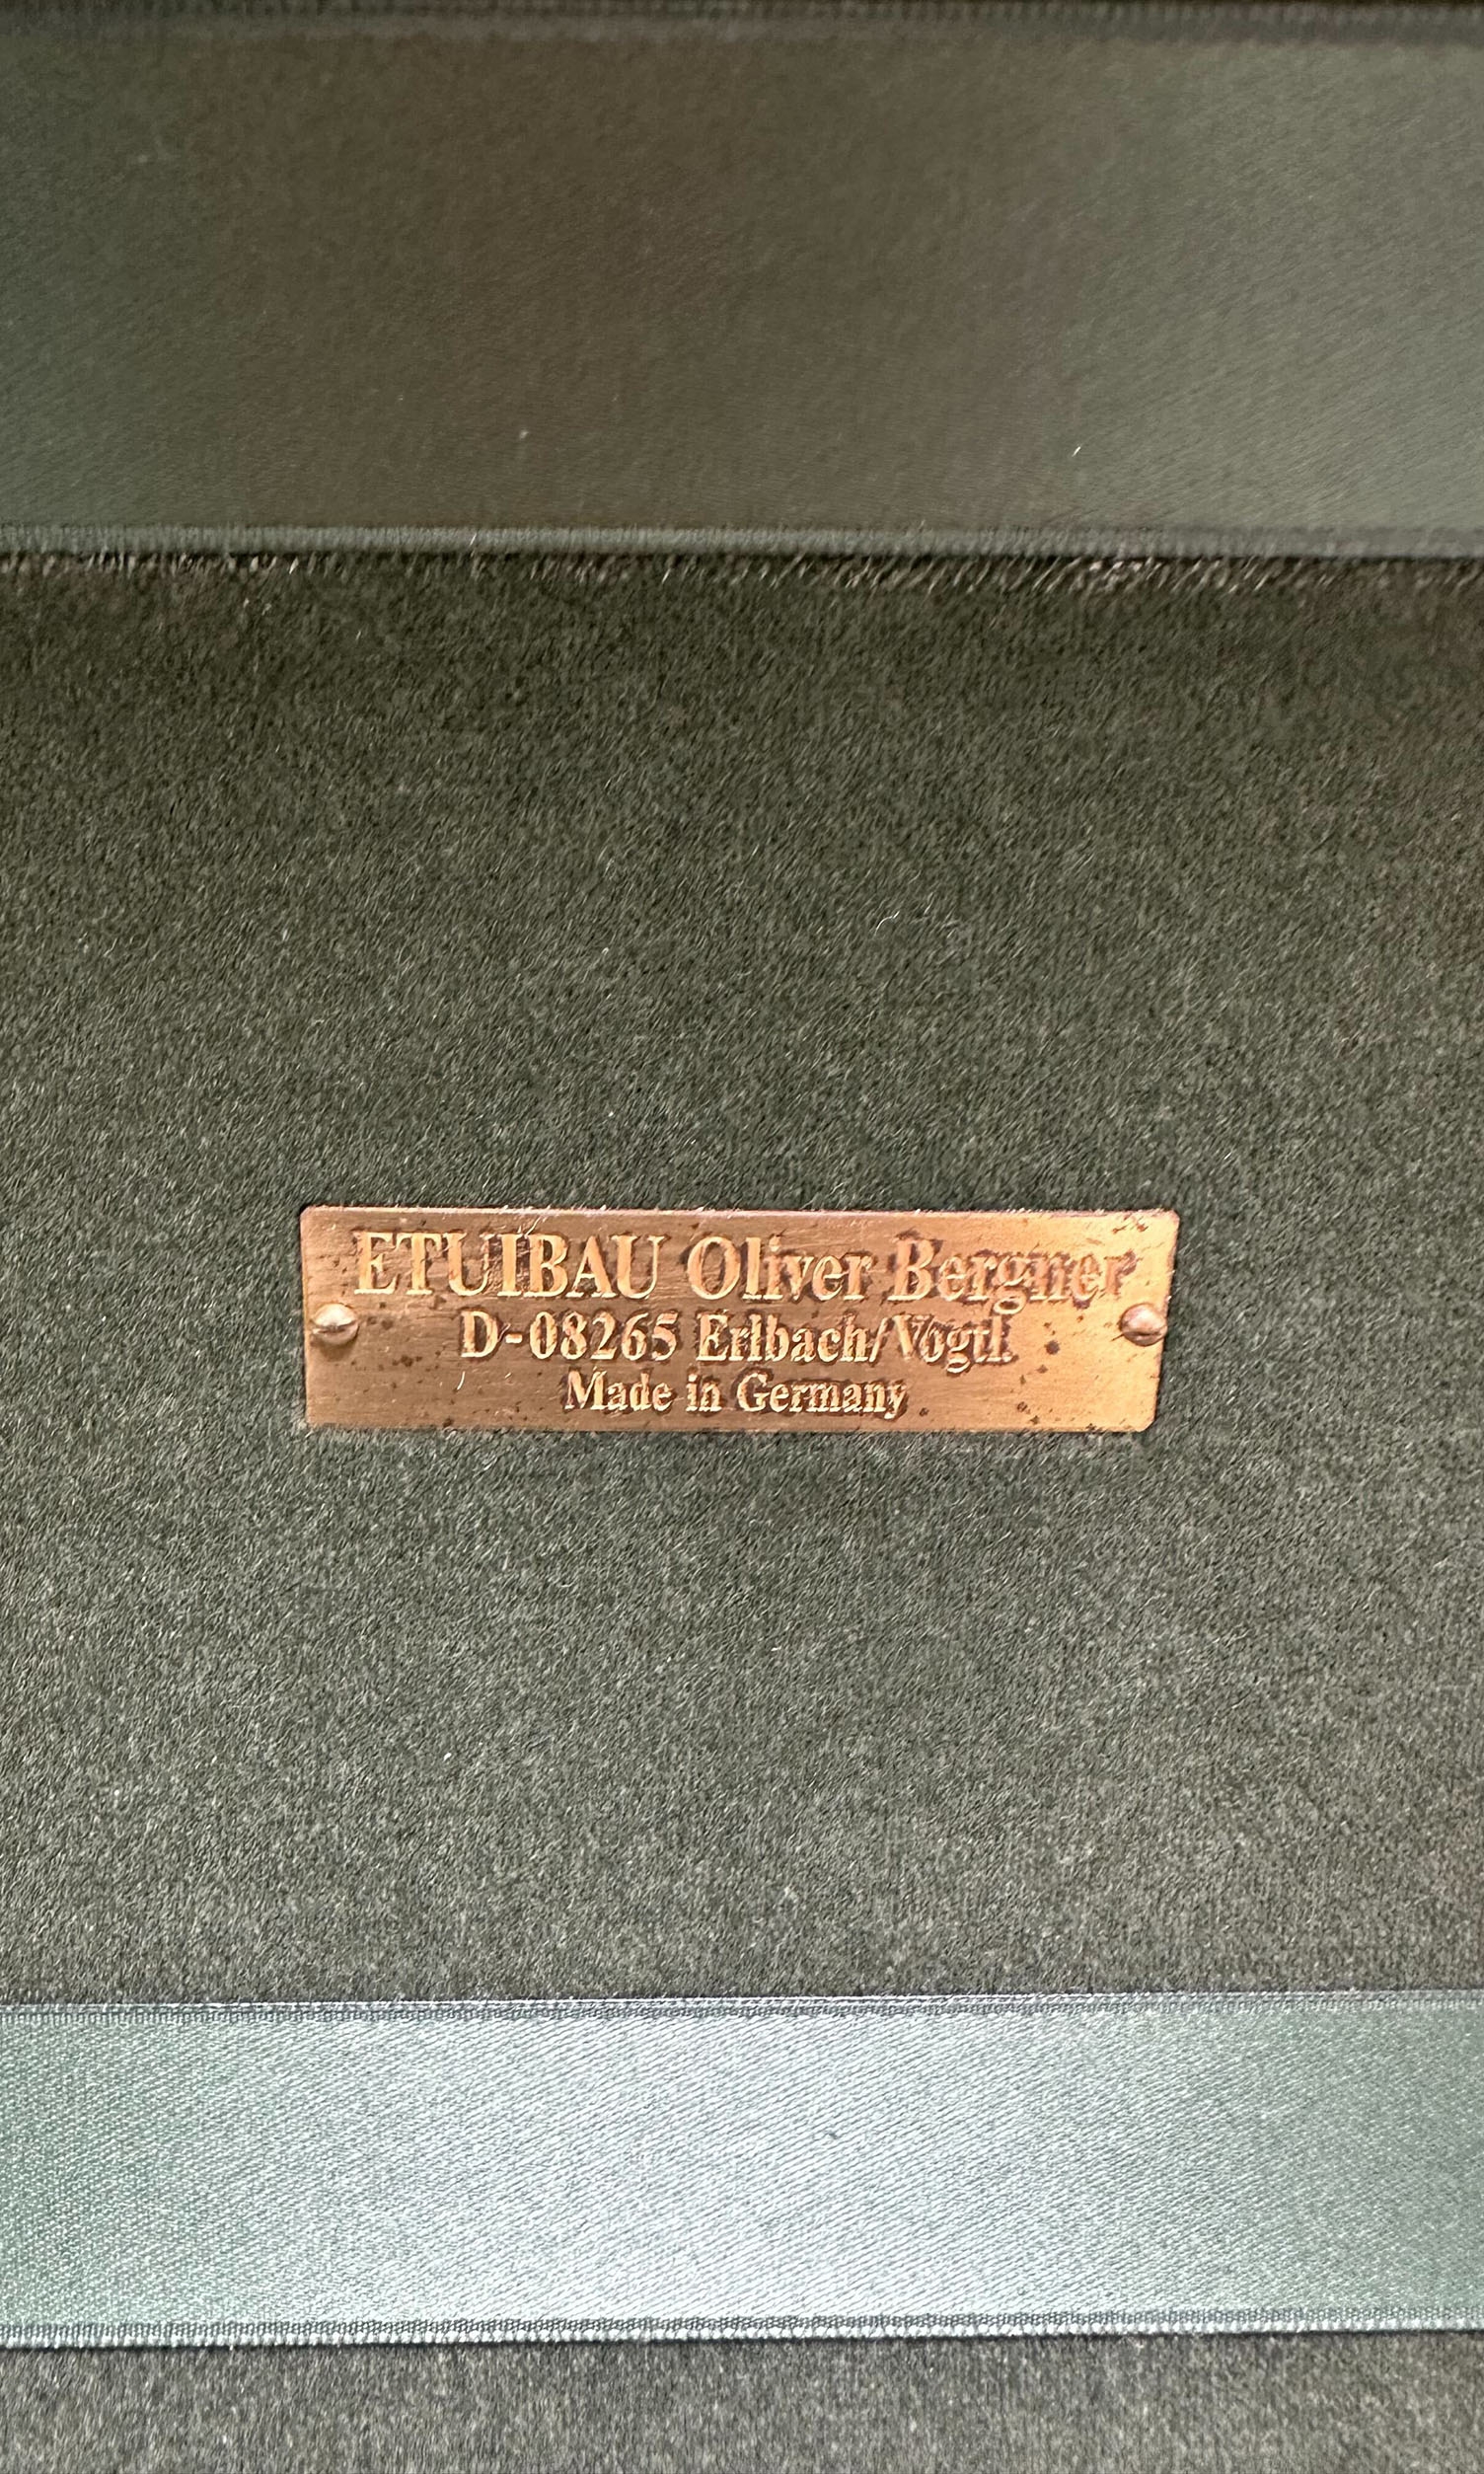 ETUIBAU Oliver Bergner
D-08265 Erlbach/Vogtl.
Made in Germany